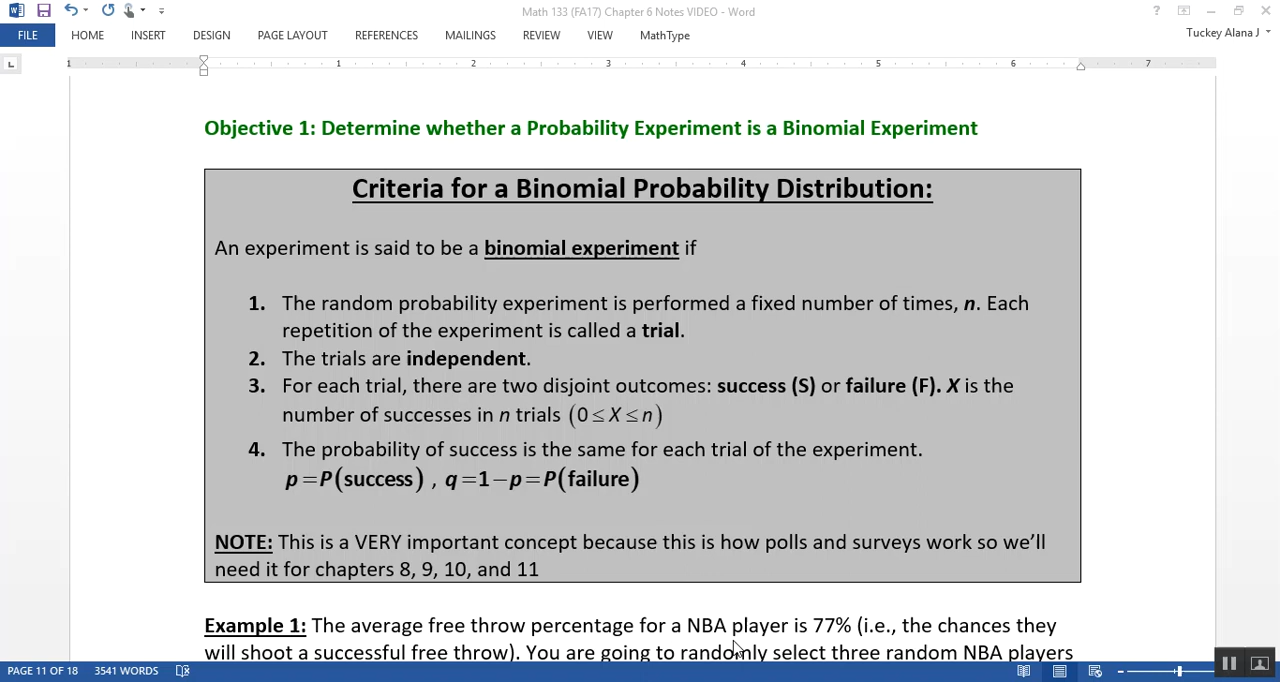 Math 133 (FA17) Chapter 6 Notes VIDEO - Word
?
FILE HOME INSERT DESIGN PAGE LAYOUT REFERENCES MAILINGS REVIEW VIEW MathType
Tuckey Alana J
1 1 2 3 4 5 6 7
Objective 1: Determine whether a Probability Experiment is a Binomial Experiment
Criteria for a Binomial Probability Distribution:
An experiment is said to be a binomial experiment if
1. The random probability experiment is performed a fixed number of times, n. Each
repetition of the experiment is called a trial.
2. The trials are independent.
3. For each trial, there are two disjoint outcomes: success (S) or failure (F). X is the
number of successes in n trials (0 ≤ X ≤ n)
4. The probability of success is the same for each trial of the experiment.
p = P(success) , q = 1 − p = P(failure)
NOTE: This is a VERY important concept because this is how polls and surveys work so we'll
need it for chapters 8, 9, 10, and 11
Example 1: The average free throw percentage for a NBA player is 77% (i.e., the chances they
will shoot a successful free throw). You are going to randomly select three random NBA players
PAGE 11 OF 18 3541 WORDS